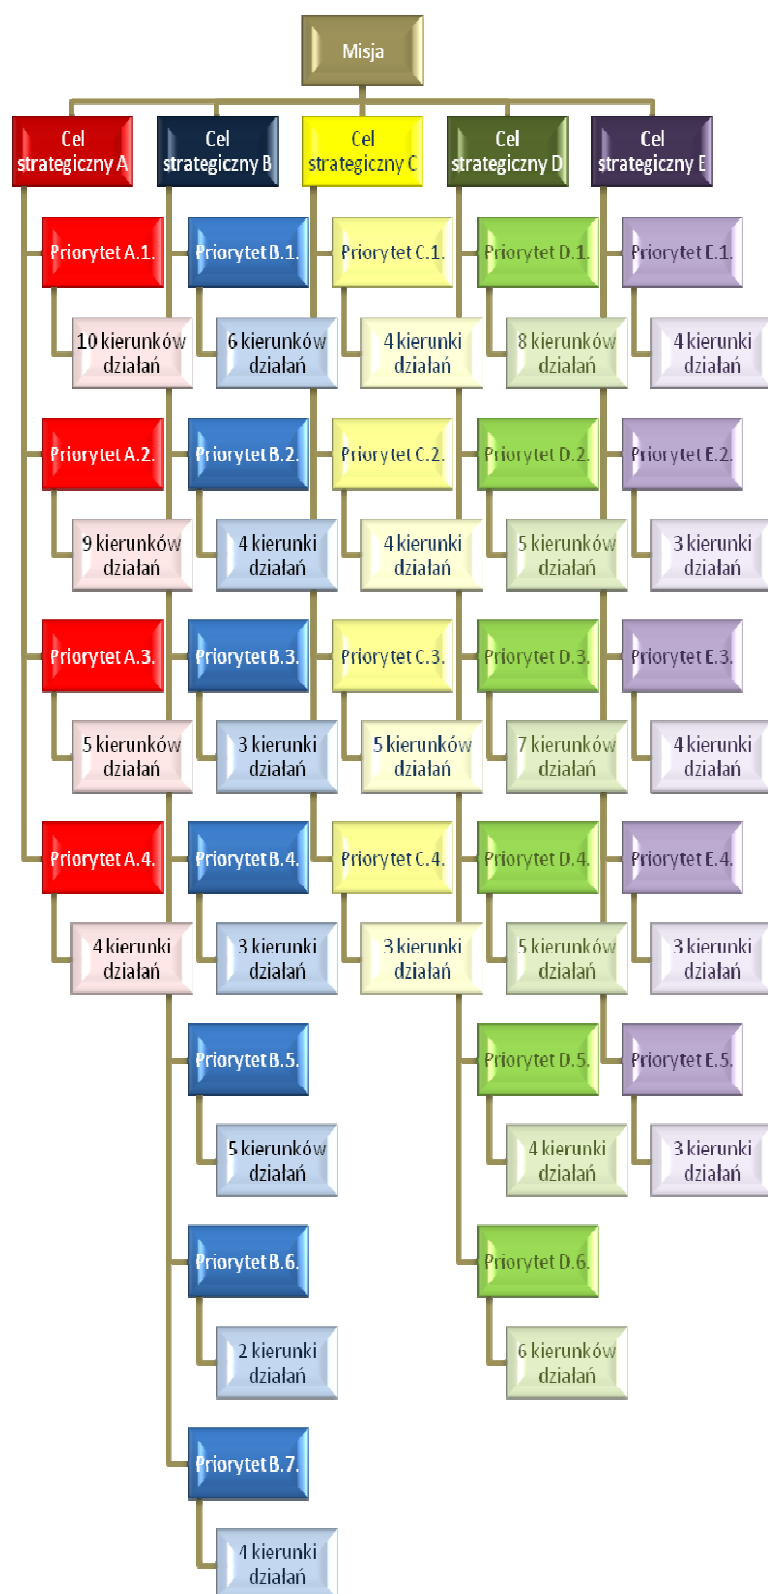 Misja
Cel
strategiczny A
Cel
strategiczny B
Cel
strategiczny C
Cel
strategiczny D
Cel
strategiczny E
Priorytet A.1.
Priorytet B.1.
Priorytet C.1.
Priorytet D.1.
Priorytet E.1.
10 kierunków
działań
6 kierunków
działań
4 kierunki
działań
8 kierunków
działań
4 kierunki
działań
Priorytet A.2.
Priorytet B.2.
Priorytet C.2.
Priorytet D.2.
Priorytet E.2.
9 kierunków
działań
4 kierunki
działań
4 kierunki
działań
5 kierunków
działań
3 kierunki
działań
Priorytet A.3.
Priorytet B.3.
Priorytet C.3.
Priorytet D.3.
Priorytet E.3.
5 kierunków
działań
3 kierunki
działań
5 kierunków
działań
7 kierunków
działań
4 kierunki
działań
Priorytet A.4.
Priorytet B.4.
Priorytet C.4.
Priorytet D.4.
Priorytet E.4.
4 kierunki
działań
3 kierunki
działań
3 kierunki
działań
5 kierunków
działań
3 kierunki
działań
Priorytet B.5.
Priorytet D.5.
Priorytet E.5.
5 kierunków
działań
4 kierunki
działań
3 kierunki
działań
Priorytet B.6.
Priorytet D.6.
2 kierunki
działań
6 kierunków
działań
Priorytet B.7.
4 kierunki
działań